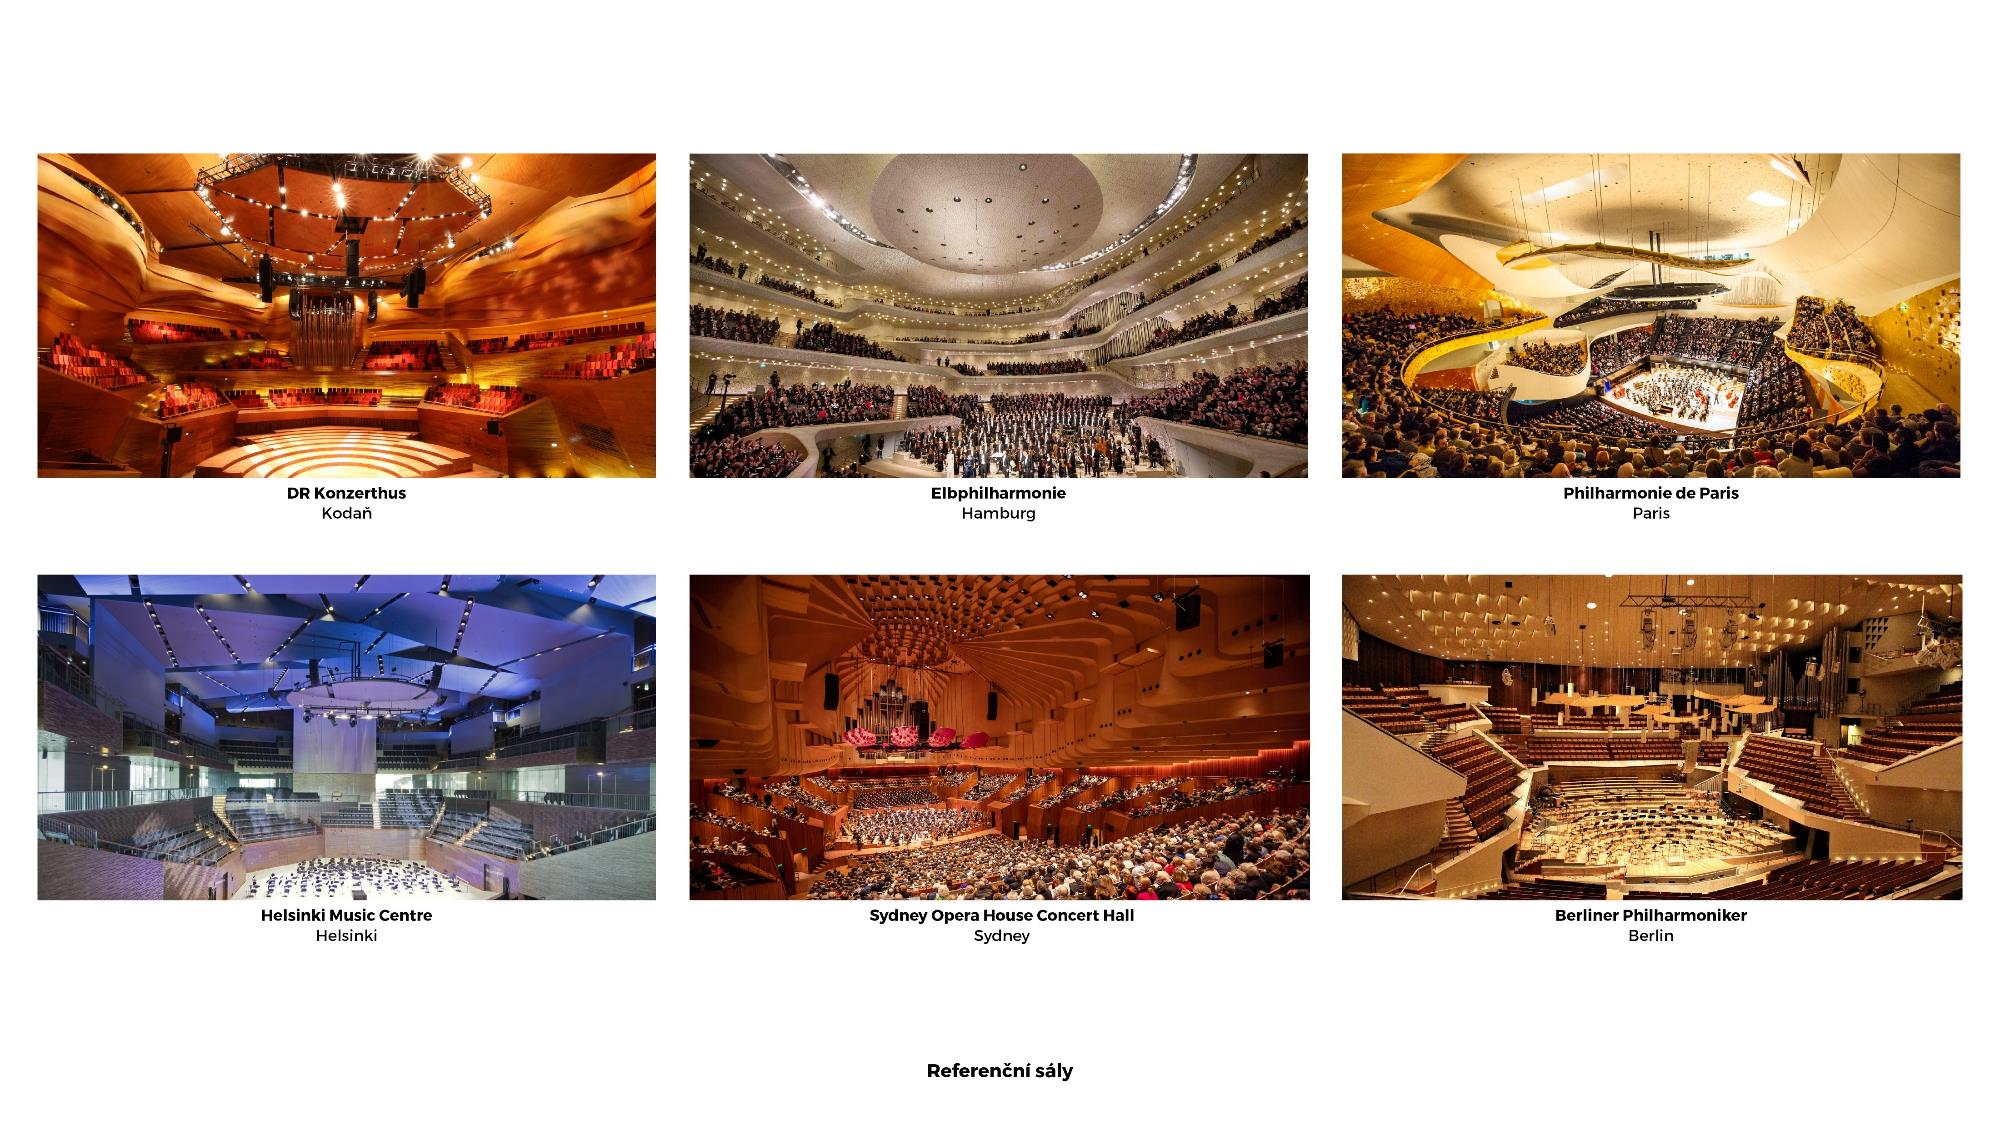 DR Konzerthus
Kodaň
Elbphilharmonie
Hamburg
Philharmonie de Paris
Paris
Helsinki Music Centre
Helsinki
Sydney Opera House Concert Hall
Sydney
Berliner Philharmoniker
Berlin
Referenční sály